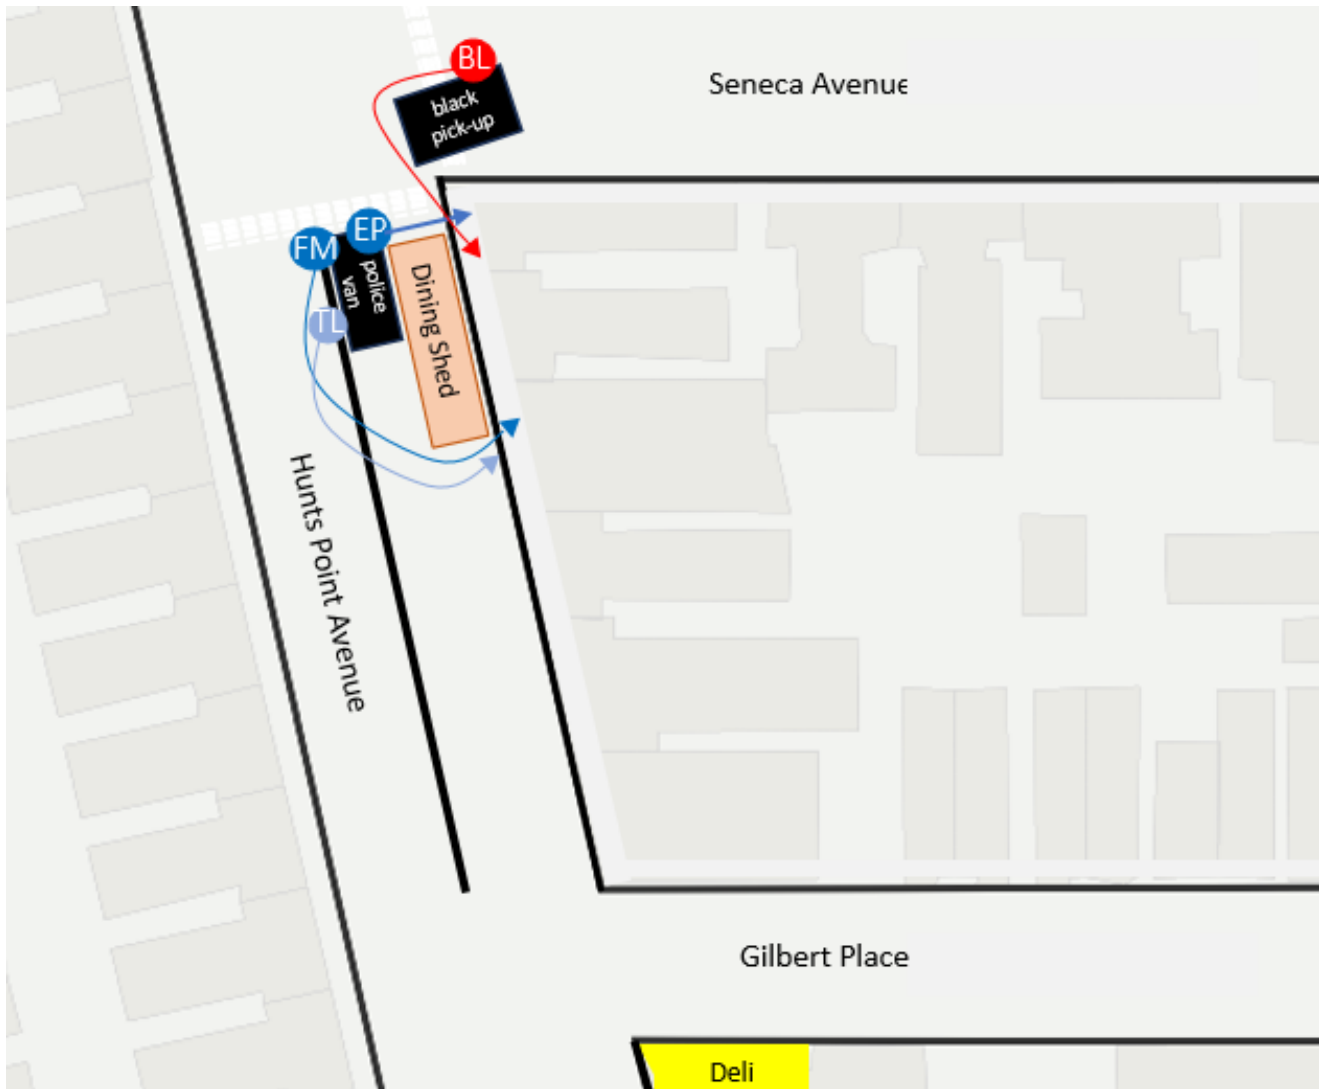 BL
Seneca Avenue
black
pick-up
EP
FM
police
van
TL
Dining Shed
Hunts Point Avenue
Gilbert Place
Deli